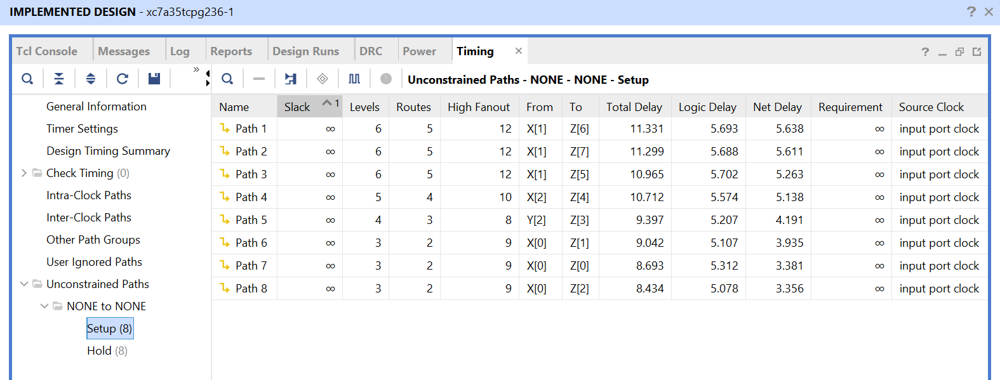 IMPLEMENTED DESIGN - xc7a35tcpg236-1 ? ×
Tcl Console Messages Log Reports Design Runs DRC Power Timing × ?
» Unconstrained Paths - NONE - NONE - Setup
General Information
Timer Settings
Design Timing Summary
Check Timing (0)
Intra-Clock Paths
Inter-Clock Paths
Other Path Groups
User Ignored Paths
Unconstrained Paths
NONE to NONE
Setup (8)
Hold (8)
Name Slack 1 Levels Routes High Fanout From To Total Delay Logic Delay Net Delay Requirement Source Clock
Path 1 ∞ 6 5 12 X[1] Z[6] 11.331 5.693 5.638 ∞ input port clock
Path 2 ∞ 6 5 12 X[1] Z[7] 11.299 5.688 5.611 ∞ input port clock
Path 3 ∞ 6 5 12 X[1] Z[5] 10.965 5.702 5.263 ∞ input port clock
Path 4 ∞ 5 4 10 X[2] Z[4] 10.712 5.574 5.138 ∞ input port clock
Path 5 ∞ 4 3 8 Y[2] Z[3] 9.397 5.207 4.191 ∞ input port clock
Path 6 ∞ 3 2 9 X[0] Z[1] 9.042 5.107 3.935 ∞ input port clock
Path 7 ∞ 3 2 9 X[0] Z[0] 8.693 5.312 3.381 ∞ input port clock
Path 8 ∞ 3 2 9 X[0] Z[2] 8.434 5.078 3.356 ∞ input port clock